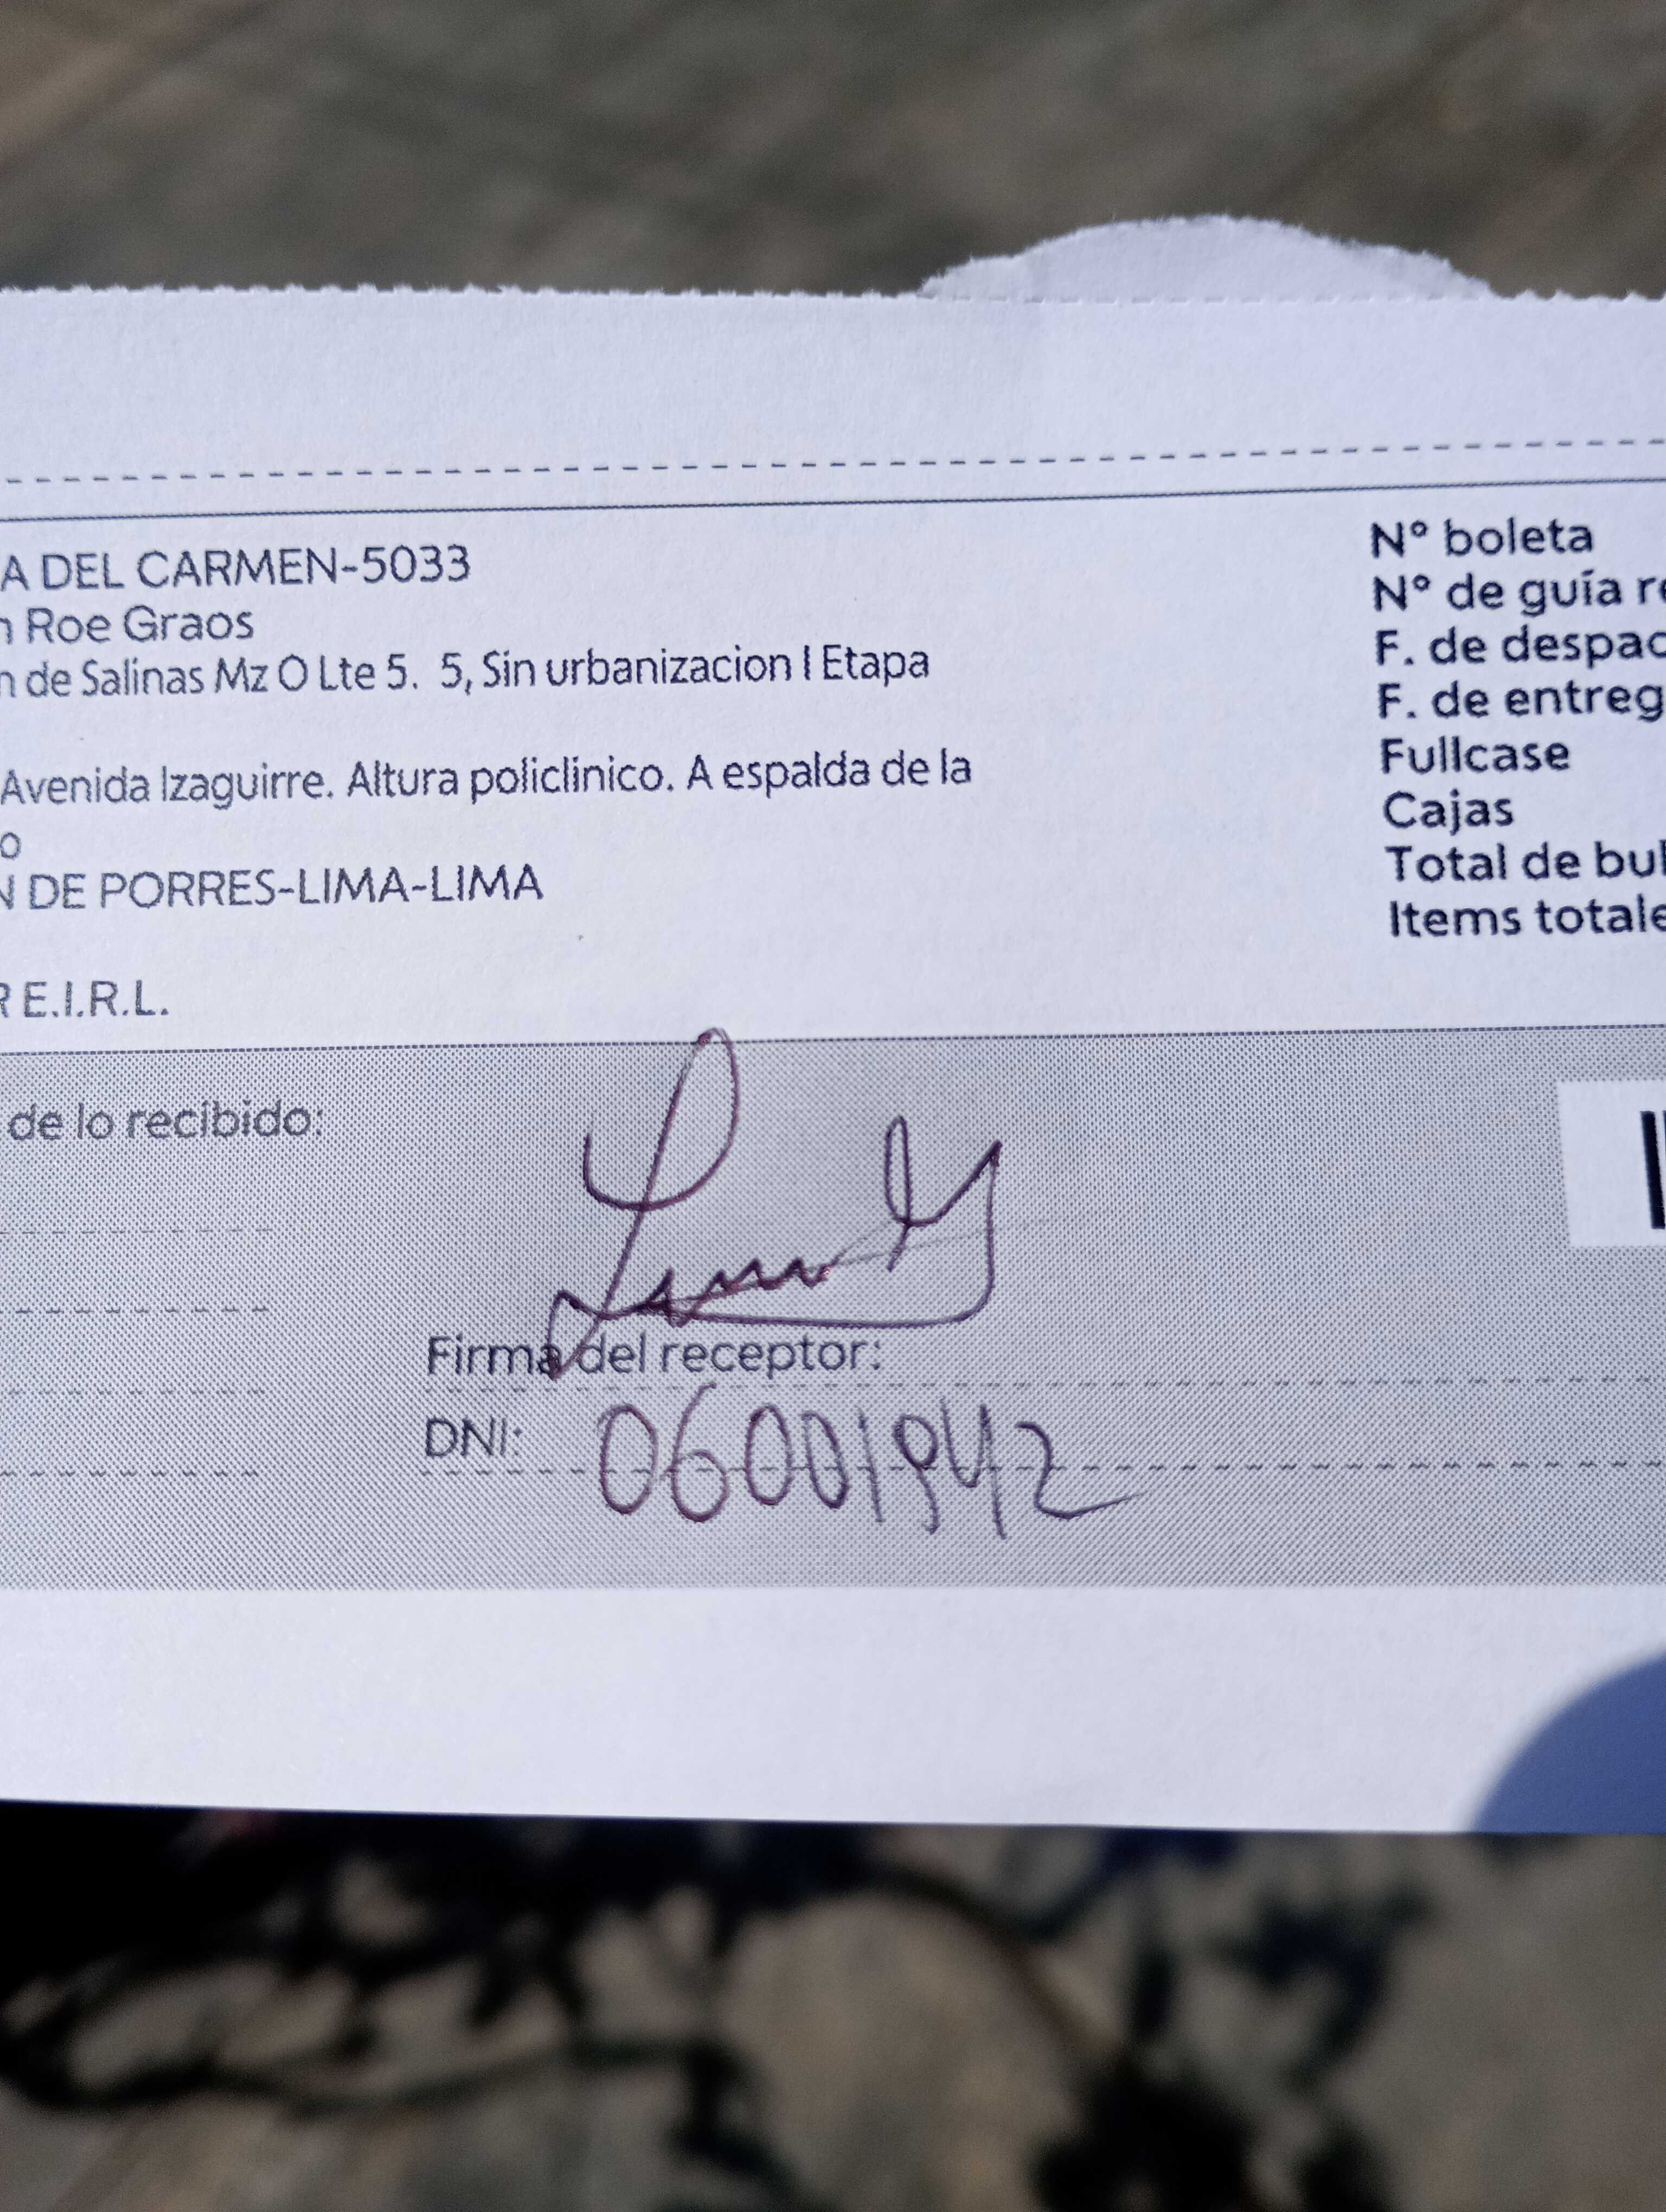 A DEL CARMEN-5033
n Roe Graos
n de Salinas Mz O Lte 5. 5, Sin urbanizacion I Etapa
Avenida Izaguirre. Altura policlinico. A espalda de la
o
N DE PORRES-LIMA-LIMA
R E.I.R.L.
N° boleta
N° de guía re
F. de despac
F. de entreg
Fullcase
Cajas
Total de bul
Items totale
de lo recibido:
Firma del receptor:
DNI: 06001942